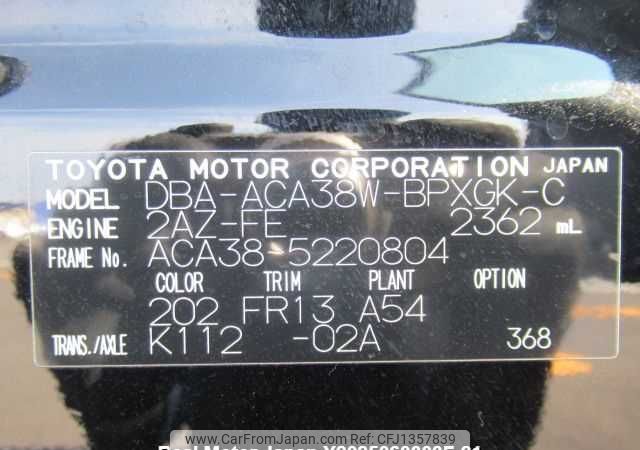 TOYOTA MOTOR CORPORATION JAPAN
MODEL DBA-ACA38W-BPXGK-C
ENGINE 2AZ-FE 2362 mL
FRAME No. ACA38-5220804
COLOR TRIM PLANT OPTION
202 FR13 A54
TRANS./AXLE K112 -02A 368
www.CarFromJapan.com - CFJ1357839